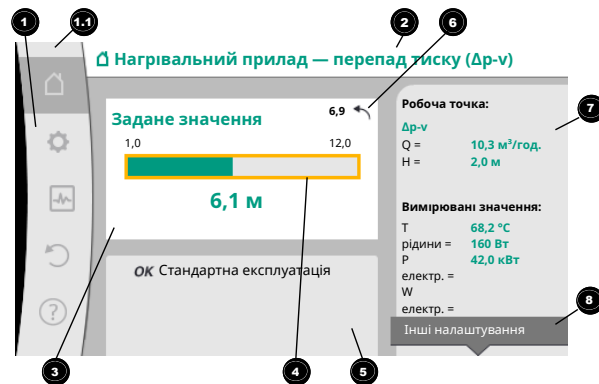 1
1.1
2
6
Нагрівальний прилад — перепад тиску (Δp-v)
6,9
Задане значення
1,0 12,0
6,1 м
OK Стандартна експлуатація
Робоча точка:
Δp-v
Q = 10,3 м³/год.
H = 2,0 м
7
Вимірювані значення:
T 68,2 °C
рідини = 160 Вт
P 42,0 кВт
електр. =
W
електр. =
8
Інші налаштування
3
4
5